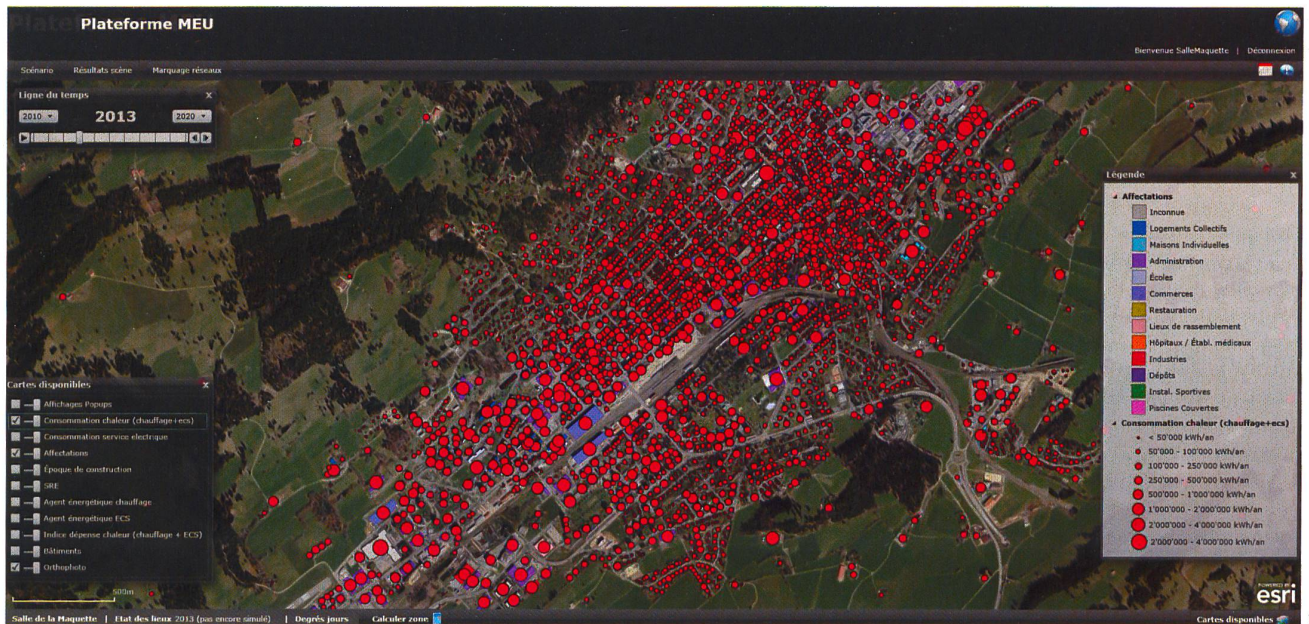 Plateforme MEU
Bienvenue SalleMaquette | Déconnexion
Scénario Résultats scène Marquage réseaux
Ligne du temps x
2010 2013 2020
Légende x
Affectations
Inconnue
Logements Collectifs
Maisons Individuelles
Administration
Écoles
Commerces
Restauration
Lieux de rassemblement
Hôpitaux / Établ. médicaux
Industries
Dépôts
Instal. Sportives
Piscines Couvertes
Consommation chaleur (chauffage+ecs)
< 50'000 kWh/an
50'000 - 100'000 kWh/an
100'000 - 250'000 kWh/an
250'000 - 500'000 kWh/an
500'000 - 1'000'000 kWh/an
1'000'000 - 2'000'000 kWh/an
2'000'000 - 4'000'000 kWh/an
2'000'000 - 4'000'000 kWh/an
Cartes disponibles x
Affichages Popups
Consommation chaleur (chauffage+ecs)
Consommation service électrique
Affectations
Époque de construction
SRE
Agent énergétique chauffage
Agent énergétique ECS
Indice dépense chaleur (chauffage + ECS)
Bâtiments
Orthophoto
500m
POWERED BY
esri
Salle de la Maquette | Etat des lieux 2013 (pas encore simulé) | Degrés jours Calculer zone Cartes disponibles